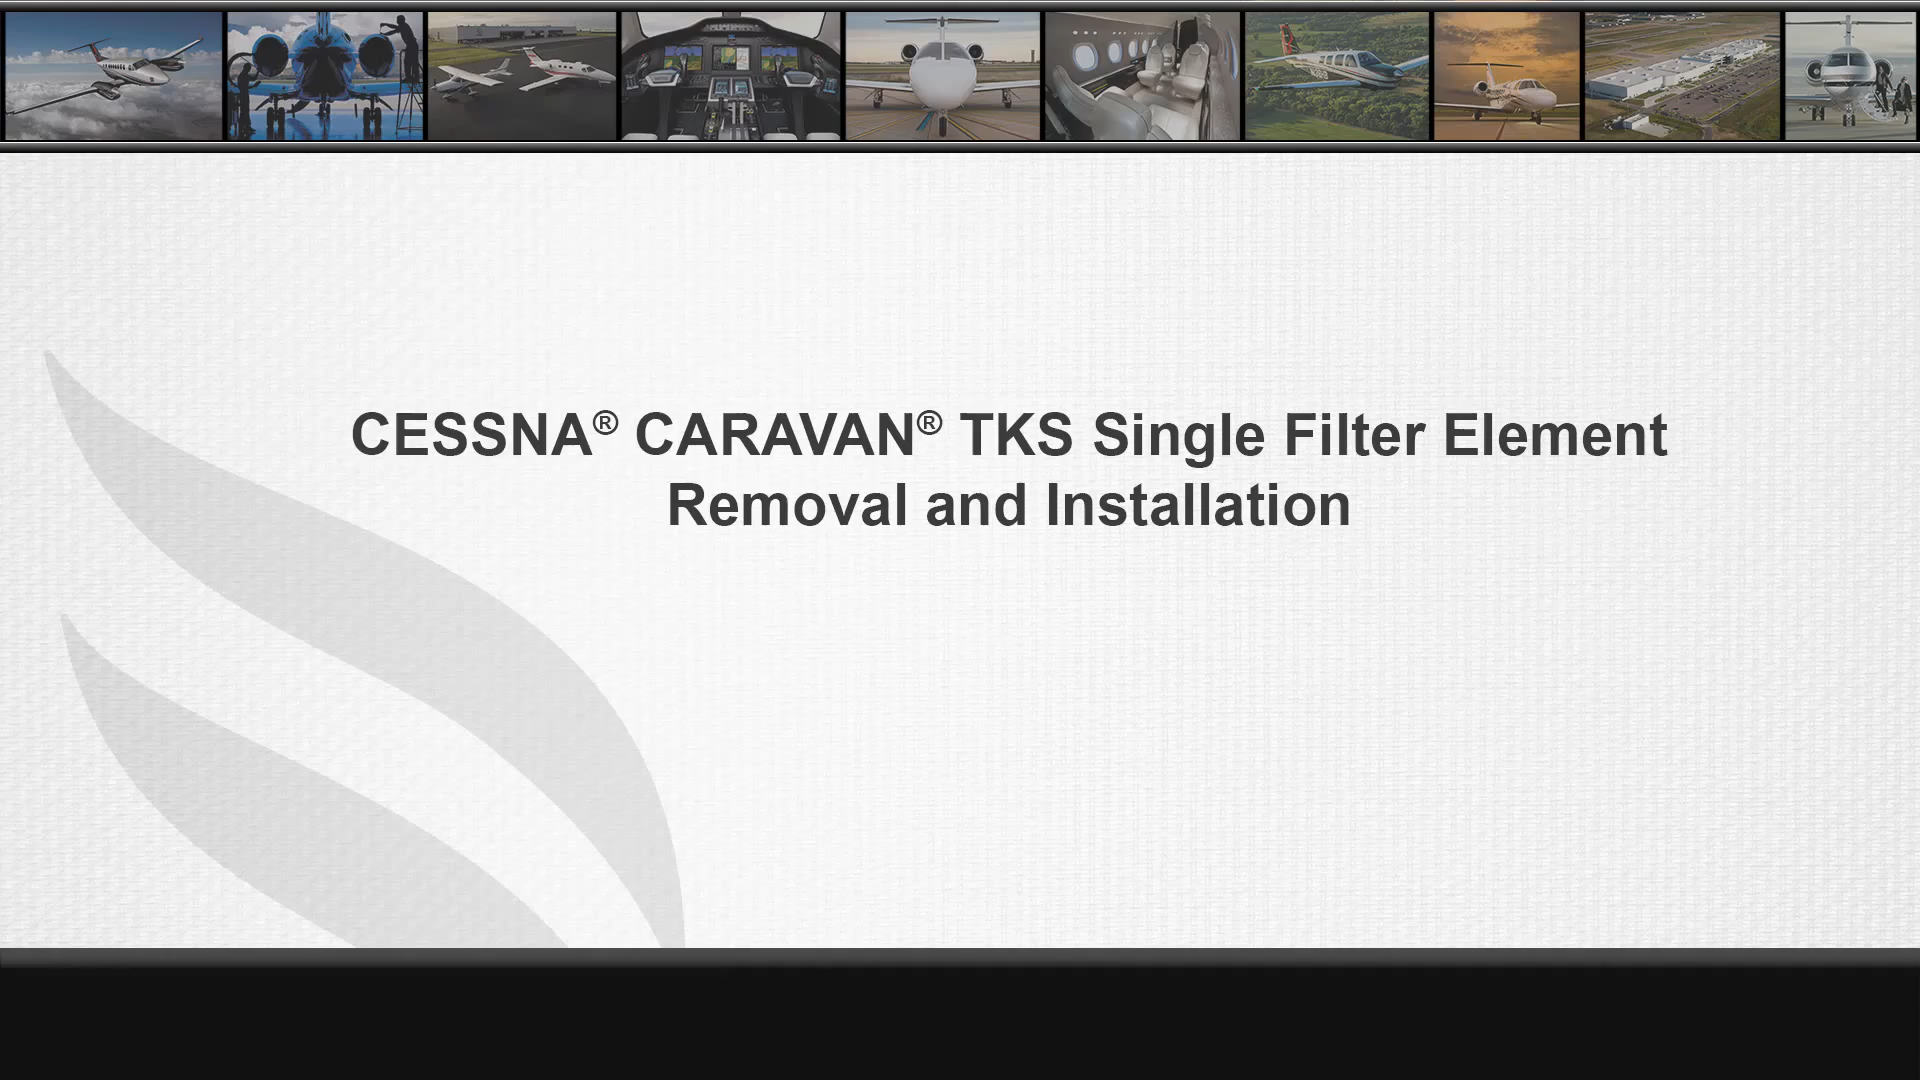 CESSNA® CARAVAN® TKS Single Filter Element
Removal and Installation